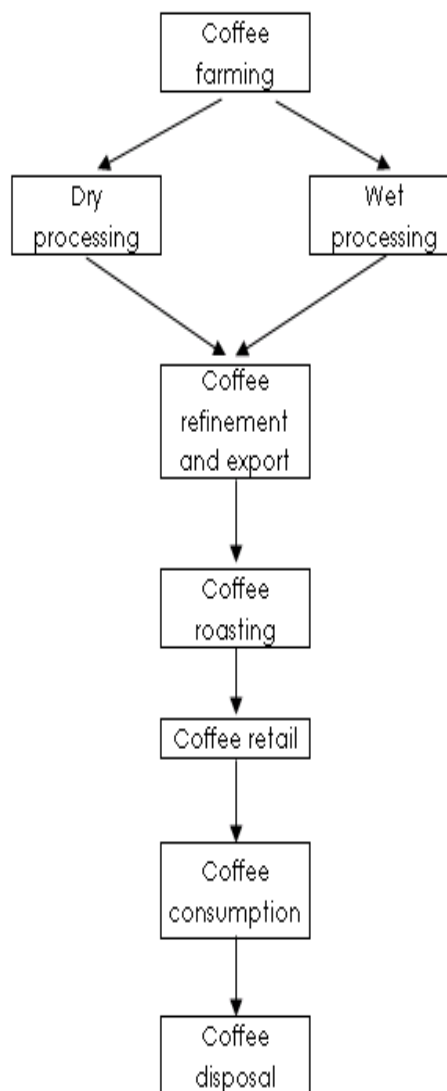 Coffee
farming
Dry
processing
Wet
processing
Coffee
refinement
and export
Coffee
roasting
Coffee retail
Coffee
consumption
Coffee
disposal